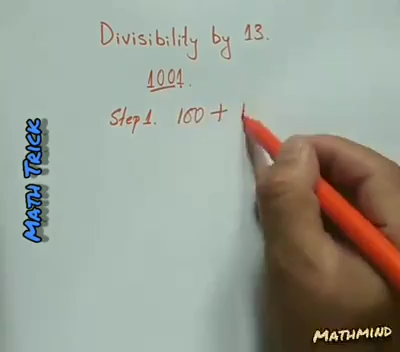 Divisibility by 13.
1001.
Step 1. 100 +
MATH TRICK
MATHMIND